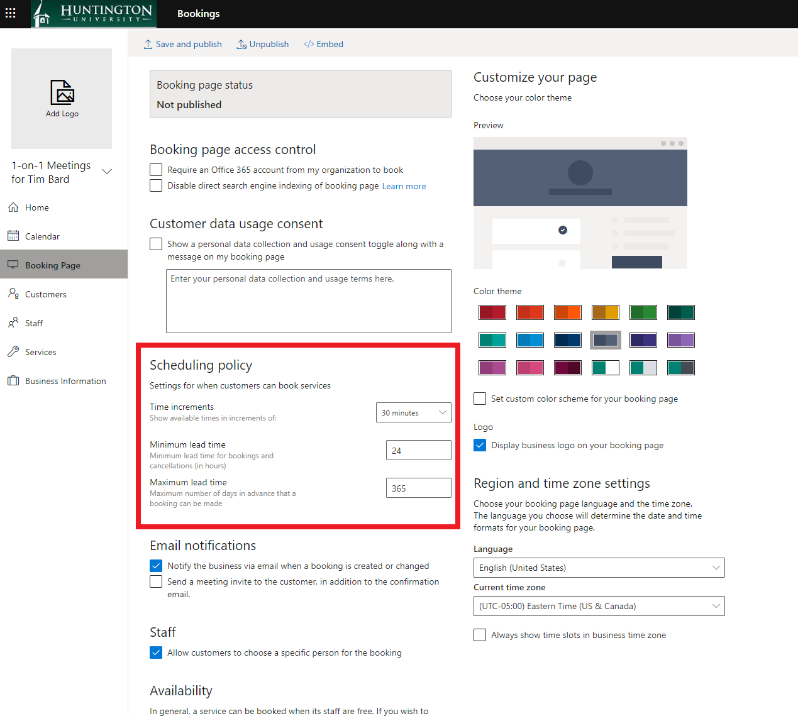 HUNTINGTON
UNIVERSITY
Bookings
Save and publish
Unpublish
</> Embed
Add Logo
1-on-1 Meetings
for Tim Bard
Home
Calendar
Booking Page
Customers
Staff
Services
Business Information
Booking page status
Not published
Booking page access control
Require an Office 365 account from my organization to book
Disable direct search engine indexing of booking page Learn more
Customer data usage consent
Show a personal data collection and usage consent toggle along with a
message on my booking page
Enter your personal data collection and usage terms here.
Scheduling policy
Settings for when customers can book services
Time increments
Show available times in increments of:
30 minutes
Minimum lead time
Minimum lead time for bookings and
cancellations (in hours)
24
Maximum lead time
Maximum number of days in advance that a
booking can be made
365
Email notifications
Notify the business via email when a booking is created or changed
Send a meeting invite to the customer, in addition to the confirmation
email.
Staff
Allow customers to choose a specific person for the booking
Availability
In general, a service can be booked when its staff are free. If you wish to
Customize your page
Choose your color theme
Preview
Color theme
Set custom color scheme for your booking page
Logo
Display business logo on your booking page
Region and time zone settings
Choose your booking page language and the time zone.
The language you choose will determine the date and time
formats for your booking page.
Language
English (United States)
Current time zone
(UTC-05:00) Eastern Time (US & Canada)
Always show time slots in business time zone